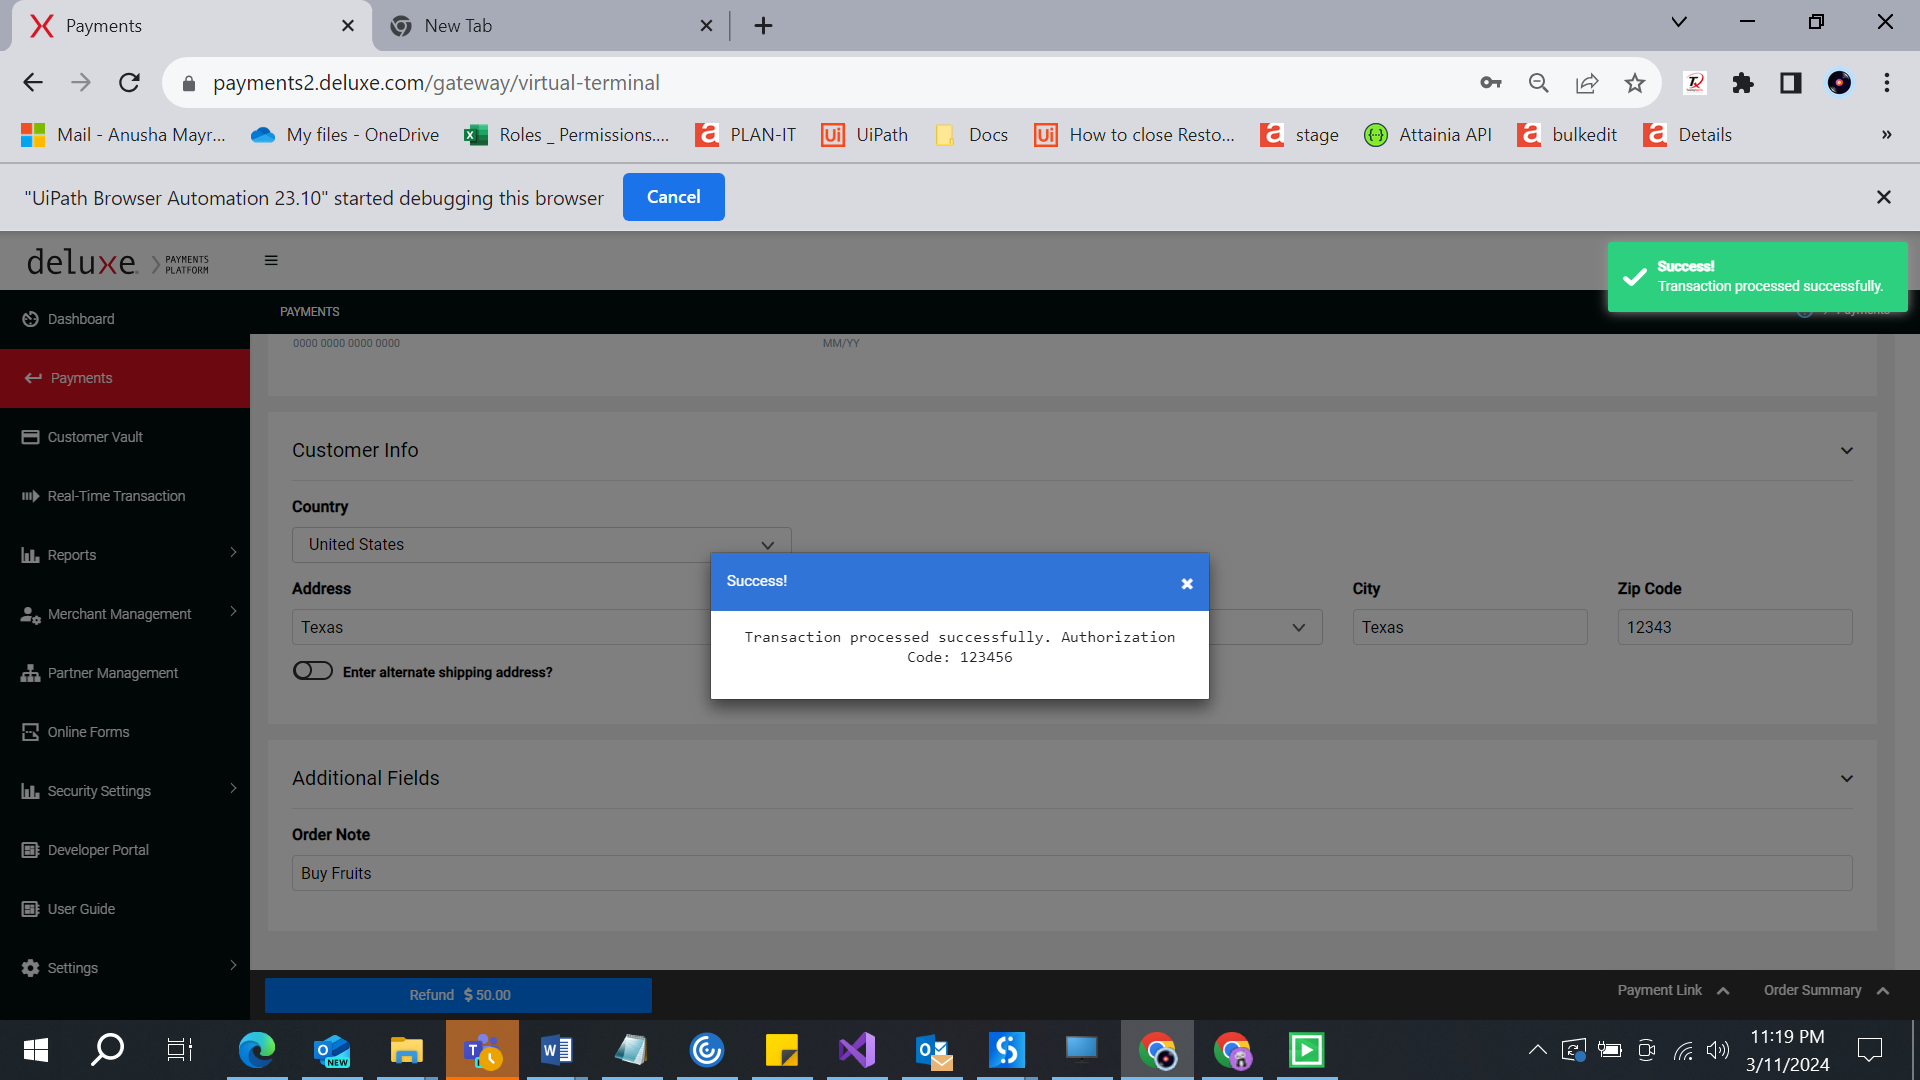 Payments
New Tab
payments2.deluxe.com/gateway/virtual-terminal
Mail - Anusha Mayr...
My files - OneDrive
Roles _ Permissions....
PLAN-IT
UiPath
Docs
How to close Resto...
stage
Attainia API
bulkedit
Details
»
"UiPath Browser Automation 23.10" started debugging this browser
Cancel
deluxe.
PAYMENTS
PLATFORM
Success!
Transaction processed successfully.
Dashboard
PAYMENTS
Payments
0000 0000 0000 0000
MM/YY
Payments
Customer Vault
Real-Time Transaction
Reports
Merchant Management
Partner Management
Online Forms
Security Settings
Developer Portal
User Guide
Settings
Customer Info
Country
United States
Address
City
Zip Code
Texas
Texas
12343
Enter alternate shipping address?
Success!
Transaction processed successfully. Authorization
Code: 123456
Additional Fields
Order Note
Buy Fruits
Refund $ 50.00
Payment Link
Order Summary
NEW
11:19 PM
3/11/2024